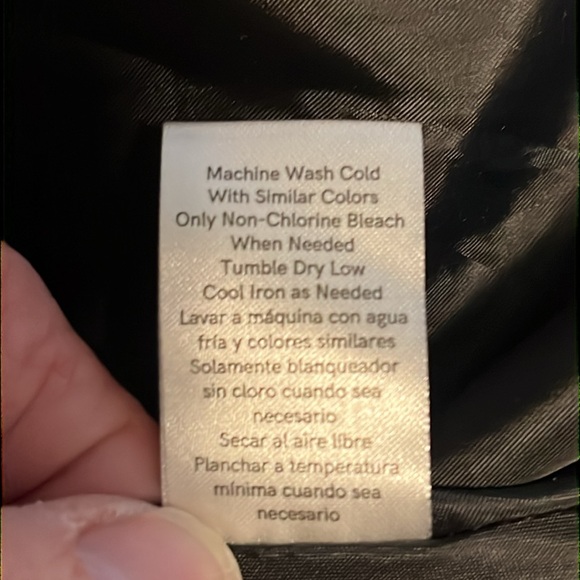 Machine Wash Cold
With Similar Colors
Only Non-Chlorine Bleach
When Needed
Tumble Dry Low
Cool Iron as Needed
Lavar a máquina con agua
fría y colores similares
Solamente blanqueador
sin cloro cuando sea
necesario
Secar al aire libre
Planchar a temperatura
mínima cuando sea
necesario